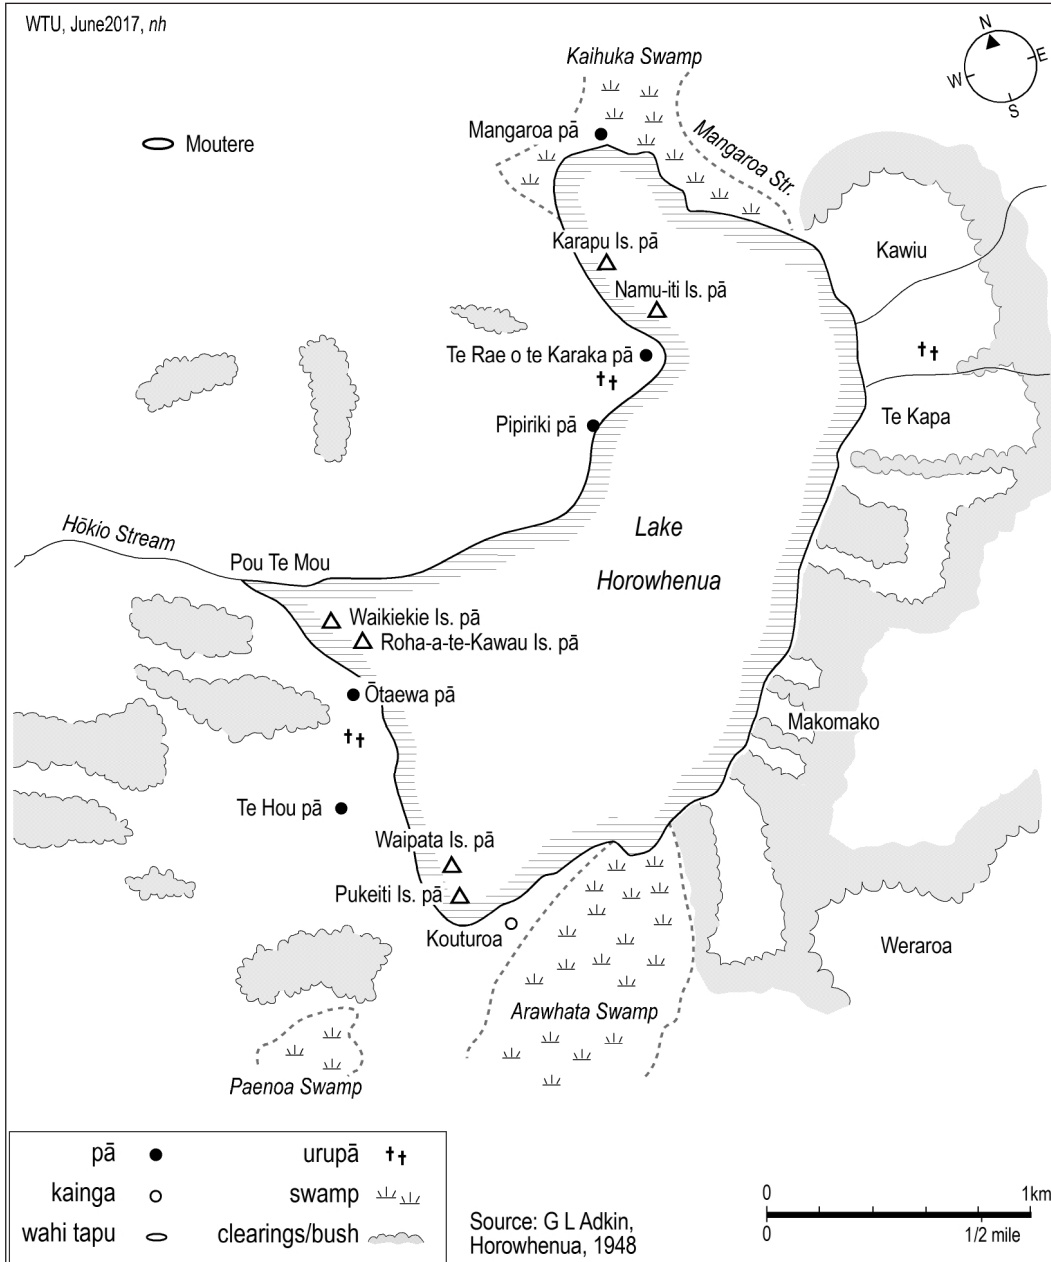 WTU, June2017, nh
N
E
W
S
Kaihuka Swamp
Mangaroa pā
Moutere
Mangaroa Str.
Karapu Is. pā
Kawiu
Namu-iti Is. pā
Te Rae o te Karaka pā
Pipiriki pā
Te Kapa
Lake
Horowhenua
Hōkio Stream
Pou Te Mou
Waikiekie Is. pā
Roha-a-te-Kawau Is. pā
Ōtaewa pā
Makomako
Te Hou pā
Waipata Is. pā
Pukeiti Is. pā
Kouturoa
Weraroa
Arawhata Swamp
Paenoa Swamp
pā
urupā
kainga
swamp
wahi tapu
clearings/bush
Source: G L Adkin,
Horowhenua, 1948
0
1km
0
1/2 mile